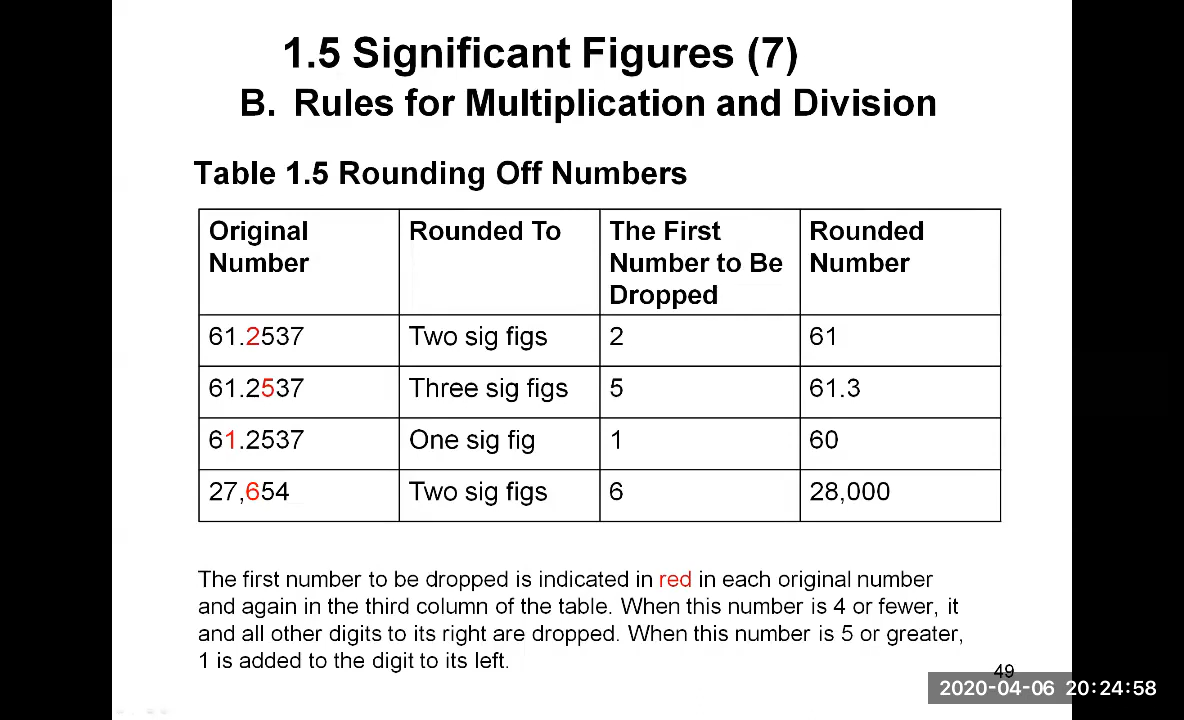 1.5 Significant Figures (7)
B. Rules for Multiplication and Division
Table 1.5 Rounding Off Numbers
Original Number Rounded To The First Number to Be Dropped Rounded Number
61.2537 Two sig figs 2 61
61.2537 Three sig figs 5 61.3
61.2537 One sig fig 1 60
27,654 Two sig figs 6 28,000
The first number to be dropped is indicated in red in each original number
and again in the third column of the table. When this number is 4 or fewer, it
and all other digits to its right are dropped. When this number is 5 or greater,
1 is added to the digit to its left.
49
2020-04-06 20:24:58